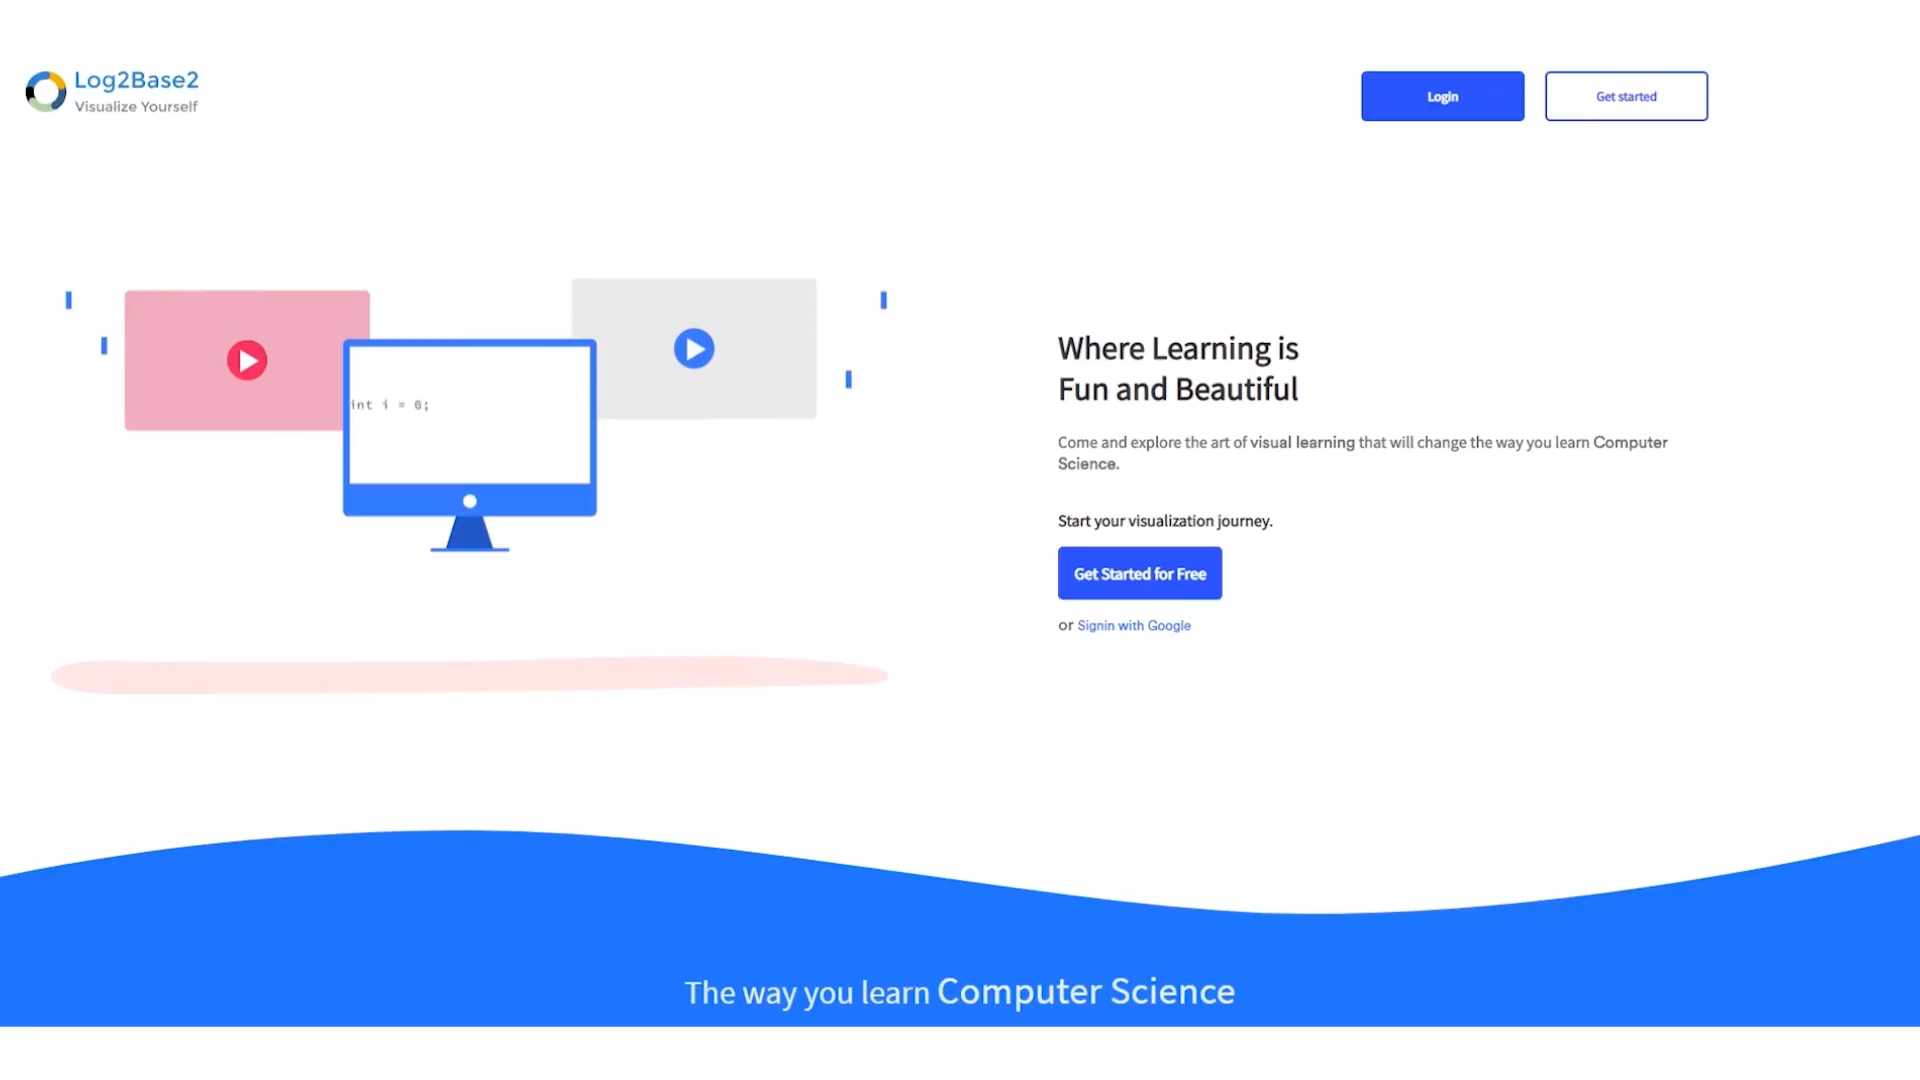 Log2Base2
Visualize Yourself
Login
Get started
int i = 0;
Where Learning is
Fun and Beautiful
Come and explore the art of visual learning that will change the way you learn Computer
Science.
Start your visualization journey.
Get Started for Free
or Signin with Google
The way you learn Computer Science